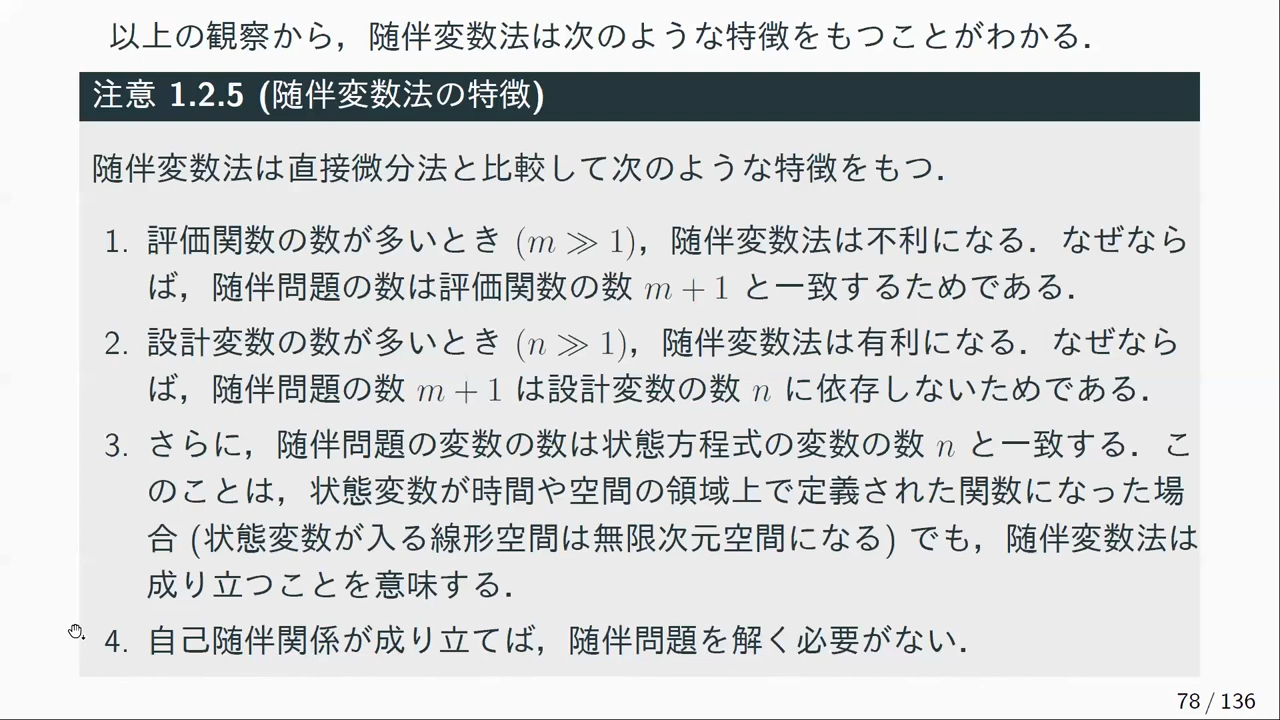 以上の観察から，随伴変数法は次のような特徴をもつことがわかる．
注意 1.2.5 (随伴変数法の特徴)
随伴変数法は直接微分法と比較して次のような特徴をもつ．
1. 評価関数の数が多いとき (m ≫ 1)，随伴変数法は不利になる．なぜなら
ば，随伴問題の数は評価関数の数 m + 1 と一致するためである．
2. 設計変数の数が多いとき (n ≫ 1)，随伴変数法は有利になる．なぜなら
ば，随伴問題の数 m + 1 は設計変数の数 n に依存しないためである．
3. さらに，随伴問題の変数の数は状態方程式の変数の数 n と一致する．こ
のことは，状態変数が時間や空間の領域上で定義された関数になった場
合 (状態変数が入る線形空間は無限次元空間になる) でも，随伴変数法は
成り立つことを意味する．
4. 自己随伴関係が成り立てば，随伴問題を解く必要がない．
78 / 136